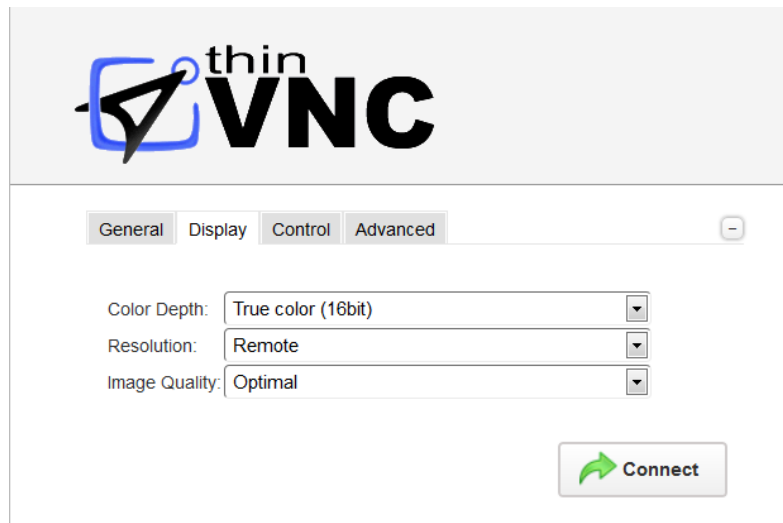 thin
VNC
General Display Control Advanced
Color Depth: True color (16bit)
Resolution: Remote
Image Quality: Optimal
Connect